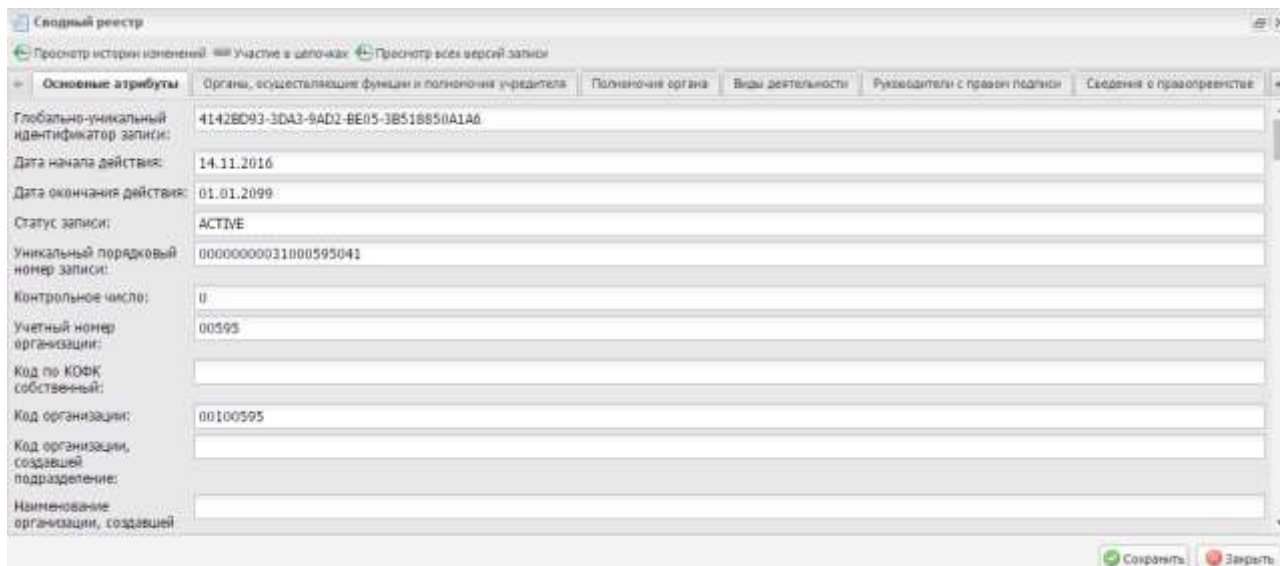 Сводный реестр
Просмотр истории изменений Участие в цепочках Просмотр всех версий записи
Основные атрибуты Органы, осуществляющие функции и полномочия учредителя Полномочия органа Виды деятельности Руководители с правом подписи Сведения о правопреемстве
Глобально-уникальный
идентификатор записи:
4142BD93-3DA3-9AD2-BE05-3B518850A1A6
Дата начала действия: 14.11.2016
Дата окончания действия: 01.01.2099
Статус записи: ACTIVE
Уникальный порядковый
номер записи:
00000000031000595041
Контрольное число: 0
Учетный номер
организации:
00595
Код по КОФК
собственный:
Код организации: 00100595
Код организации,
создавшей
подразделение:
Наименование
организации, создавшей
Сохранить Закрыть